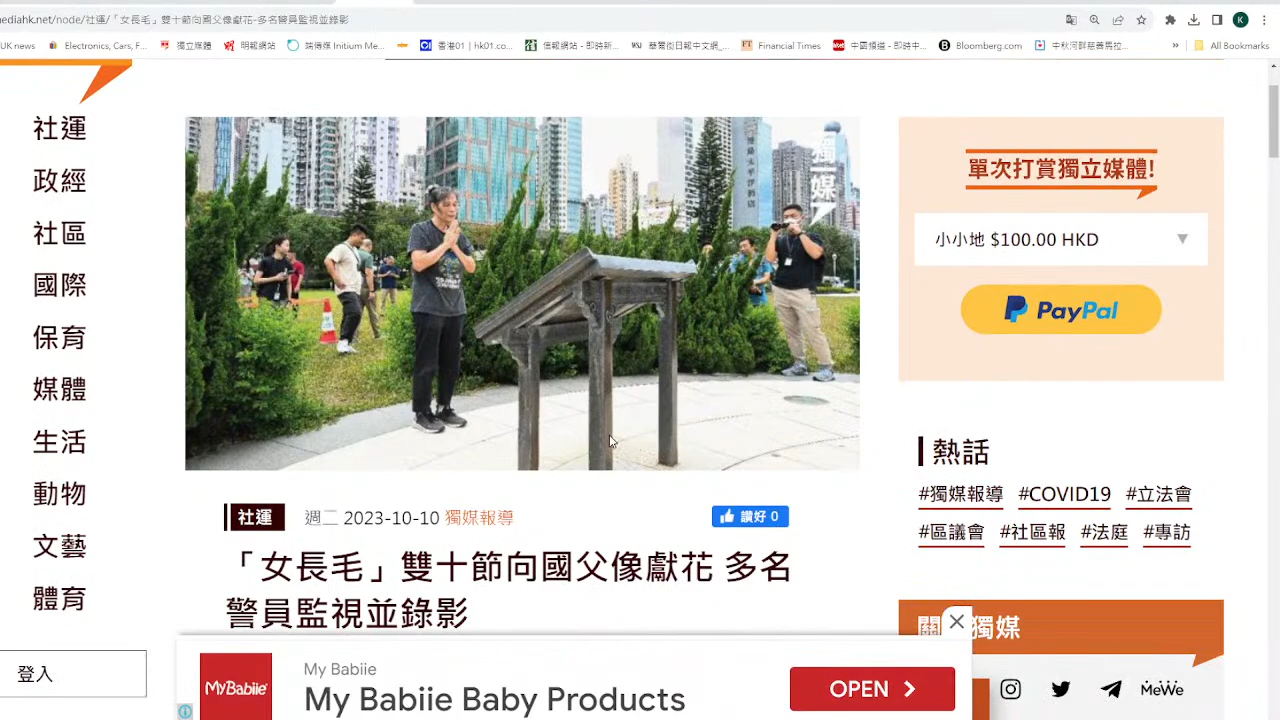 mediahk.net/node/社運/「女長毛」雙十節向國父像獻花-多名警員監視並錄影
K
UK news
Electronics, Cars, F...
獨立媒體
明報網站
端傳媒 Initium Me...
香港01 | hk01.co...
信報網站 - 即時新...
華爾街日報中文網_...
Financial Times
中國頻道 - 即時中...
Bloomberg.com
中秋河畔慈善馬拉...
»
All Bookmarks
社運
政經
社區
國際
保育
媒體
生活
動物
文藝
體育
登入
獨媒
單次打賞獨立媒體!
小小地 $100.00 HKD
PayPal
熱話
#獨媒報導 #COVID19 #立法會
#區議會 #社區報 #法庭 #專訪
社運 週二 2023-10-10 獨媒報導
讚好 0
「女長毛」雙十節向國父像獻花 多名
警員監視並錄影
關 獨媒
MeWe
MyBabiie
My Babiie
My Babiie Baby Products
OPEN